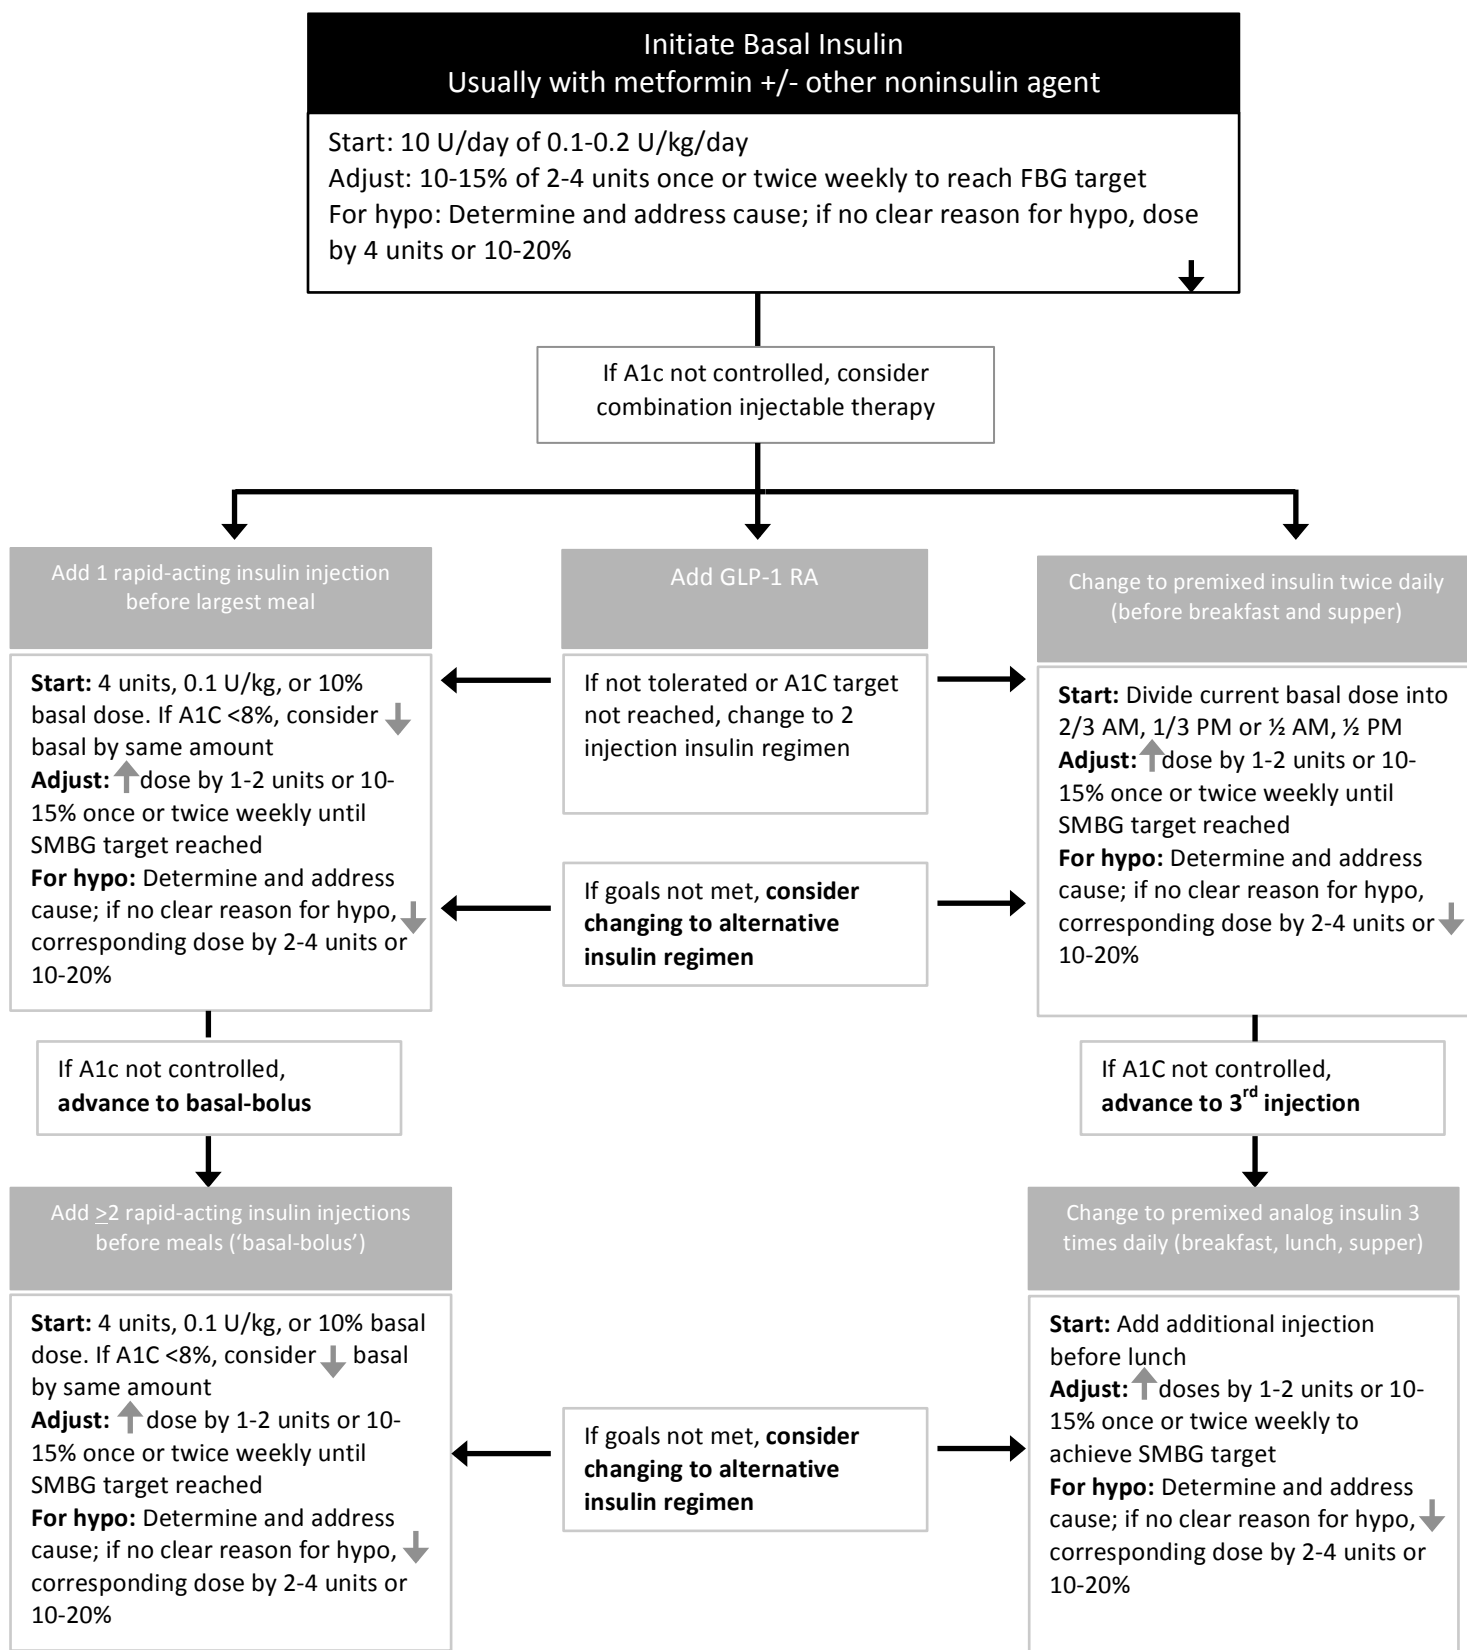 Initiate Basal Insulin
Usually with metformin +/- other noninsulin agent
Start: 10 U/day of 0.1-0.2 U/kg/day
Adjust: 10-15% of 2-4 units once or twice weekly to reach FBG target
For hypo: Determine and address cause; if no clear reason for hypo, dose
by 4 units or 10-20%
If A1c not controlled, consider
combination injectable therapy
Add 1 rapid-acting insulin injection
before largest meal
Start: 4 units, 0.1 U/kg, or 10%
basal dose. If A1C <8%, consider
basal by same amount
Adjust: dose by 1-2 units or 10-
15% once or twice weekly until
SMBG target reached
For hypo: Determine and address
cause; if no clear reason for hypo,
corresponding dose by 2-4 units or
10-20%
Add GLP-1 RA
If not tolerated or A1C target
not reached, change to 2
injection insulin regimen
If goals not met, consider
changing to alternative
insulin regimen
Change to premixed insulin twice daily
(before breakfast and supper)
Start: Divide current basal dose into
2/3 AM, 1/3 PM or ½ AM, ½ PM
Adjust: dose by 1-2 units or 10-
15% once or twice weekly until
SMBG target reached
For hypo: Determine and address
cause; if no clear reason for hypo,
corresponding dose by 2-4 units or
10-20%
If A1c not controlled,
advance to basal-bolus
If A1C not controlled,
advance to 3rd injection
Add >2 rapid-acting insulin injections
before meals (‘basal-bolus’)
Start: 4 units, 0.1 U/kg, or 10% basal
dose. If A1C <8%, consider basal
by same amount
Adjust: dose by 1-2 units or 10-
15% once or twice weekly until
SMBG target reached
For hypo: Determine and address
cause; if no clear reason for hypo,
corresponding dose by 2-4 units or
10-20%
If goals not met, consider
changing to alternative
insulin regimen
Change to premixed analog insulin 3
times daily (breakfast, lunch, supper)
Start: Add additional injection
before lunch
Adjust: doses by 1-2 units or 10-
15% once or twice weekly to
achieve SMBG target
For hypo: Determine and address
cause; if no clear reason for hypo,
corresponding dose by 2-4 units or
10-20%